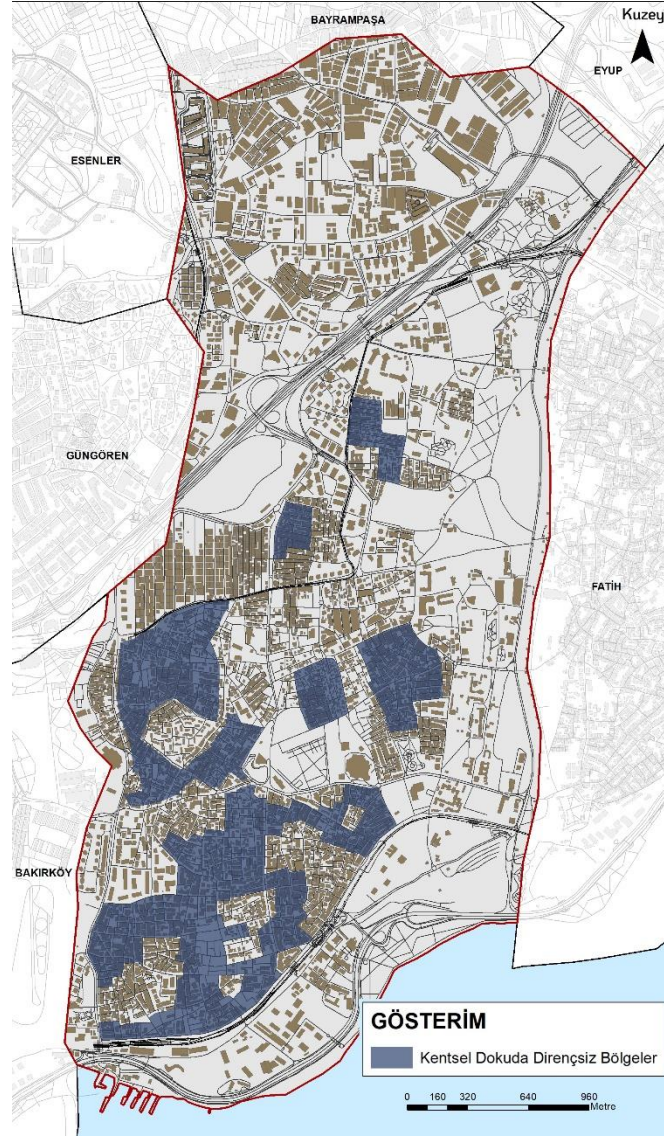 BAYRAMPAŞA
Kuzey
EYUP
ESENLER
GÜNGÖREN
FATİH
BAKIRKÖY
GÖSTERİM
Kentsel Dokuda Dirençsiz Bölgeler
0 160 320 640 960
Metre